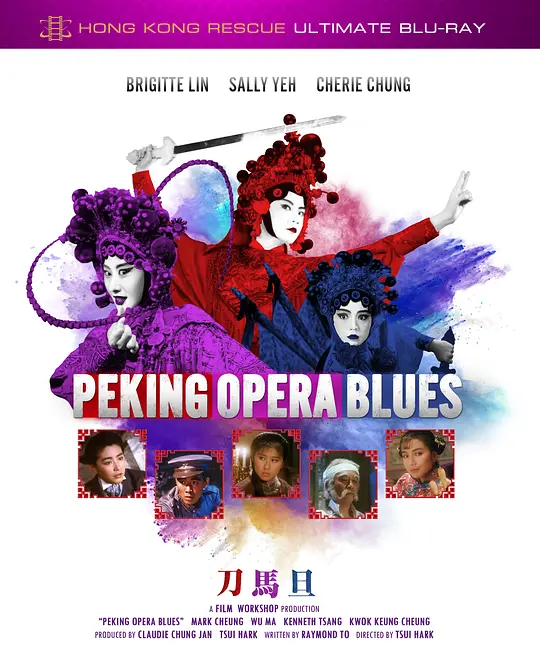 HONG KONG RESCUE ULTIMATE BLU-RAY
BRIGITTE LIN SALLY YEH CHERIE CHUNG
PEKING OPERA BLUES
刀馬旦
A FILM WORKSHOP PRODUCTION
"PEKING OPERA BLUES" MARK CHEUNG WU MA KENNETH TSANG KWOK KEUNG CHEUNG
PRODUCED BY CLAUDIE CHUNG JAN TSUI HARK WRITTEN BY RAYMOND TO DIRECTED BY TSUI HARK